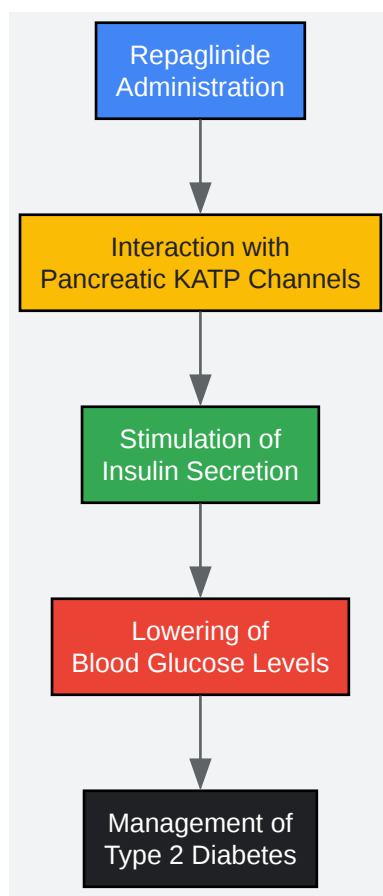 Repaglinide
Administration
Interaction with
Pancreatic KATP Channels
Stimulation of
Insulin Secretion
Lowering of
Blood Glucose Levels
Management of
Type 2 Diabetes